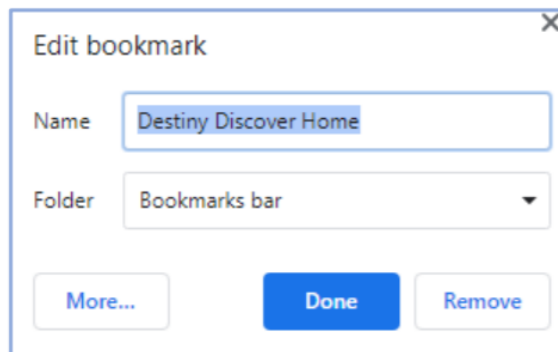 Edit bookmark
Name Destiny Discover Home
Folder Bookmarks bar
More... Done Remove